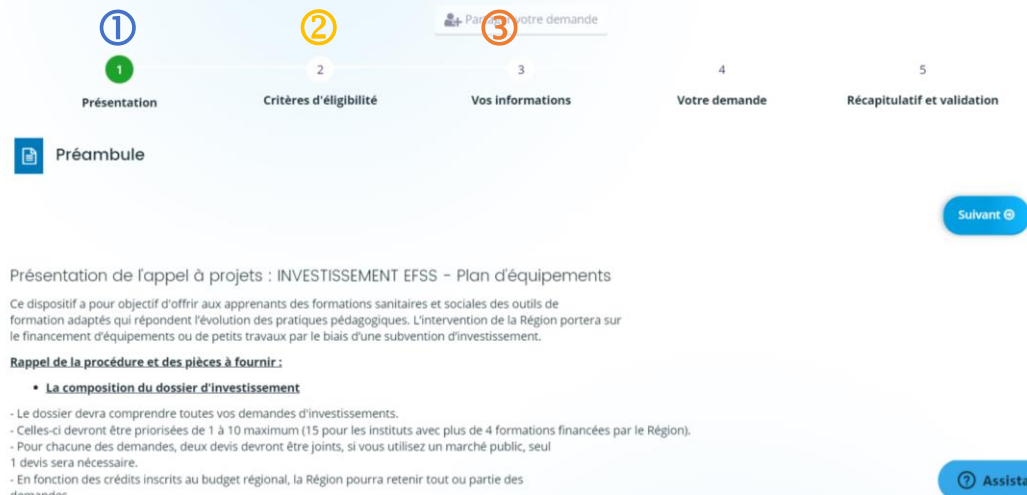 ① ② ③
Partager votre demande
1 2 3 4 5
Présentation Critères d'éligibilité Vos informations Votre demande Récapitulatif et validation
Préambule
Suivant
Présentation de l'appel à projets : INVESTISSEMENT EFSS - Plan d'équipements
Ce dispositif a pour objectif d'offrir aux apprenants des formations sanitaires et sociales des outils de
formation adaptés qui répondent l'évolution des pratiques pédagogiques. L'intervention de la Région portera sur
le financement d'équipements ou de petits travaux par le biais d'une subvention d'investissement.
Rappel de la procédure et des pièces à fournir :
• La composition du dossier d'investissement
- Le dossier devra comprendre toutes vos demandes d'investissements.
- Celles-ci devront être priorisées de 1 à 10 maximum (15 pour les instituts avec plus de 4 formations financées par le Région).
- Pour chacune des demandes, deux devis devront être joints, si vous utilisez un marché public, seul
1 devis sera nécessaire.
- En fonction des crédits inscrits au budget régional, la Région pourra retenir tout ou partie des
demandes
? Assista